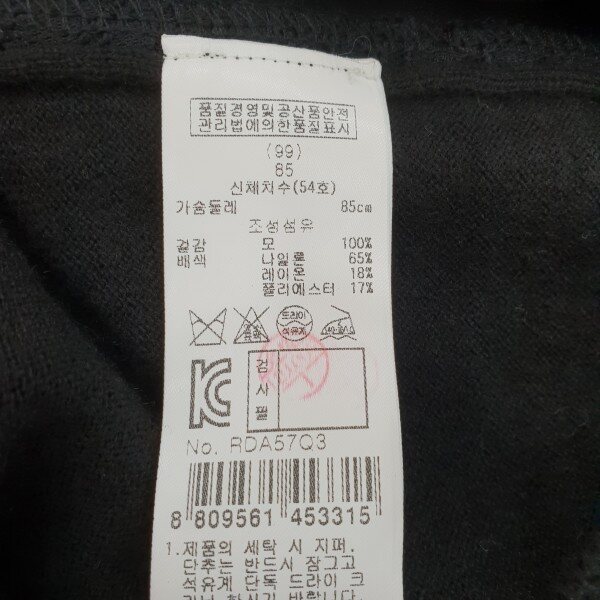 품질경영및공산품안전
관리법에의한품질표시
(99)
85
신체치수(54호)
가슴둘레 85cm
조성섬유
겉감 모 100%
배색 나일론 65%
레이온 18%
폴리에스터 17%
드라이
석유계
검
사
필
No. RDA57Q3
8 809561 453315
1.제품의 세탁 시 지퍼.
단추는 반드시 잠그고
석유계 단독 드라이 크